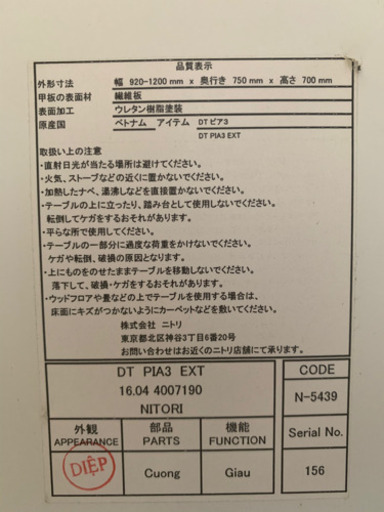 品質表示
外形寸法 幅 920-1200 mm x 奥行き 750 mm x 高さ 700 mm
甲板の表面材 繊維板
表面加工 ウレタン樹脂塗装
原産国 ベトナム アイテム DT ピア3
DT PIA3 EXT
取扱い上の注意
・直射日光が当たる場所は避けてください。
・火気、ストーブなどの近くに置かないでください。
・加熱したナベ、湯沸しなどを直接置かないでください。
・テーブルの上に立ったり、踏み台として使用しないでください。
転倒してケガをするおそれがあります。
・平らな所で使用してください。
・テーブルの一部分に過度な荷重をかけないでください。
ケガや転倒、破損の原因となります。
・上にものをのせたままテーブルを移動しないでください。
落下して、破損・ケガをするおそれがあります。
・ウッドフロアや畳などの上でテーブルを使用する場合は、
床面にキズがつかないようにカーペットなどを敷いてください。
株式会社 ニトリ
東京都北区神谷3丁目6番20号
お問い合わせはお近くのニトリ店舗にて承ります。
DT PIA3 EXT
16.04 4007190
NITORI
CODE
N-5439
外観 部品 機能
APPEARANCE PARTS FUNCTION
Serial No.
DIỆP Cuong Giau 156